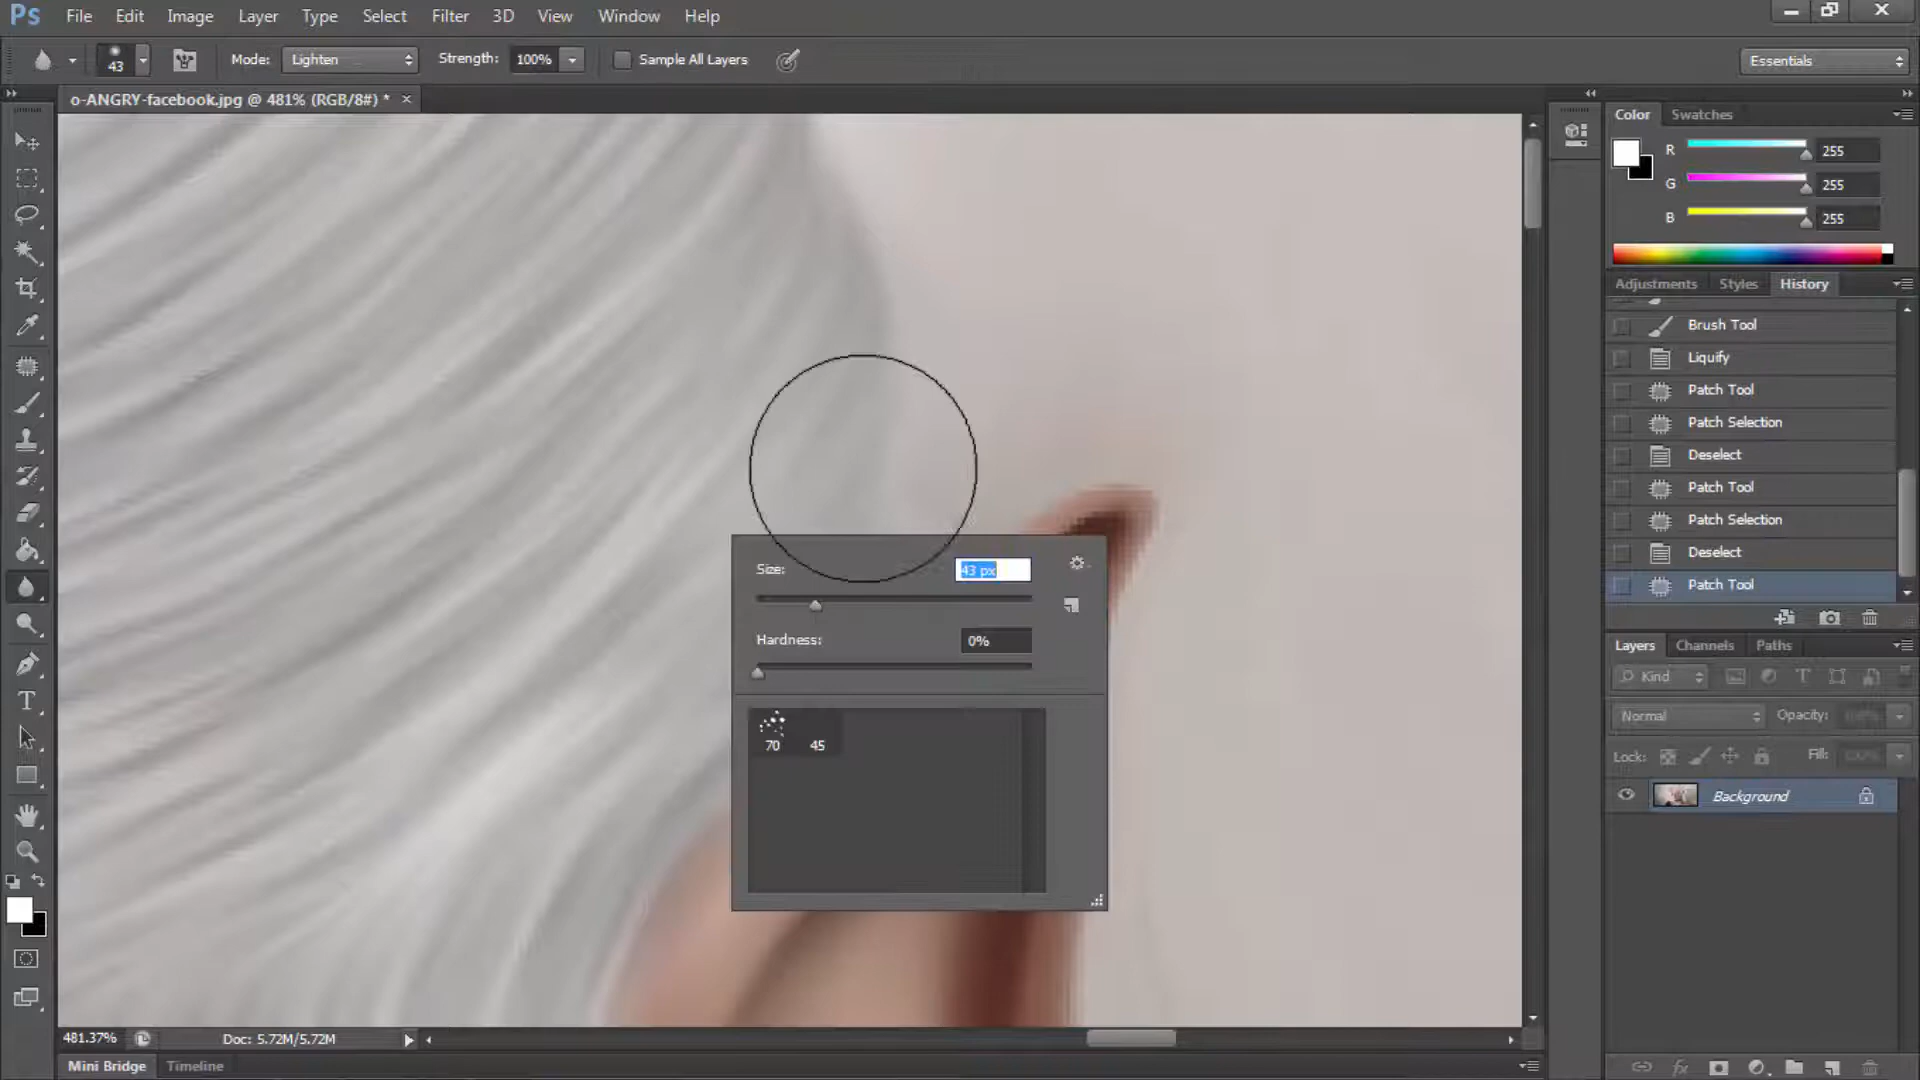 Ps File Edit Image Layer Type Select Filter 3D View Window Help
43 Mode: Lighten Strength: 100% Sample All Layers Essentials
o-ANGRY-facebook.jpg @ 481% (RGB/8#) * ×
Color Swatches
R 255
G 255
B 255
Adjustments Styles History
Brush Tool
Liquify
Patch Tool
Patch Selection
Deselect
Patch Tool
Patch Selection
Deselect
Patch Tool
Size: 43 px
Hardness: 0%
70 45
Layers Channels Paths
Kind
Normal Opacity:
Lock: Fill:
Background
481.37% Doc: 5.72M/5.72M
Mini Bridge Timeline